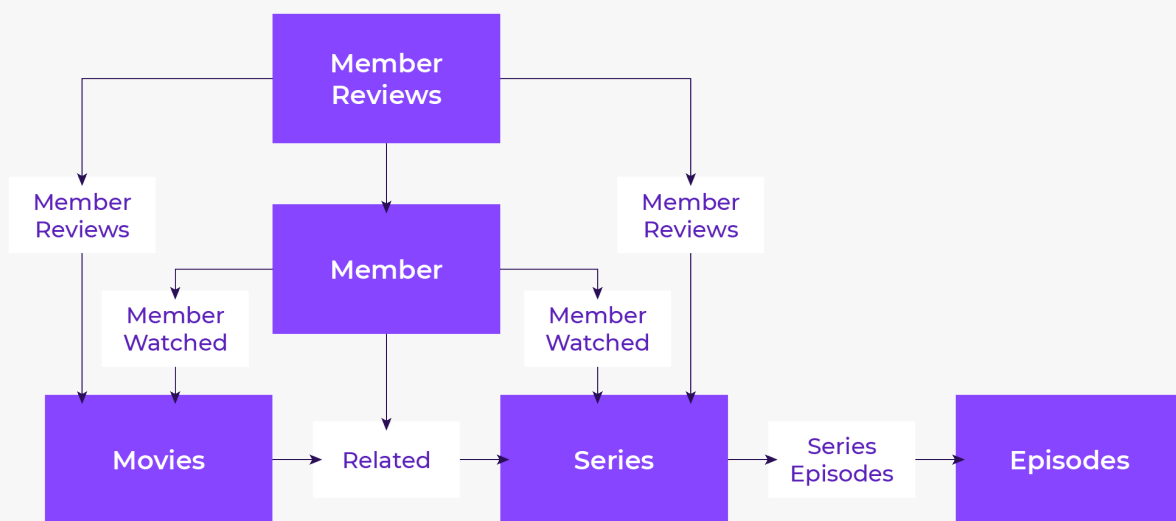 Member
Reviews
Member
Reviews
Member
Reviews
Member
Member
Watched
Member
Watched
Movies
Related
Series
Series
Episodes
Episodes